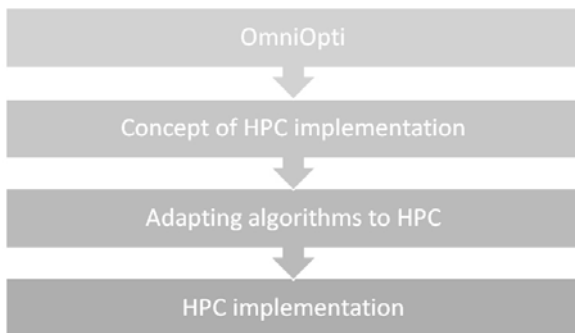 OmniOpti
Concept of HPC implementation
Adapting algorithms to HPC
HPC implementation